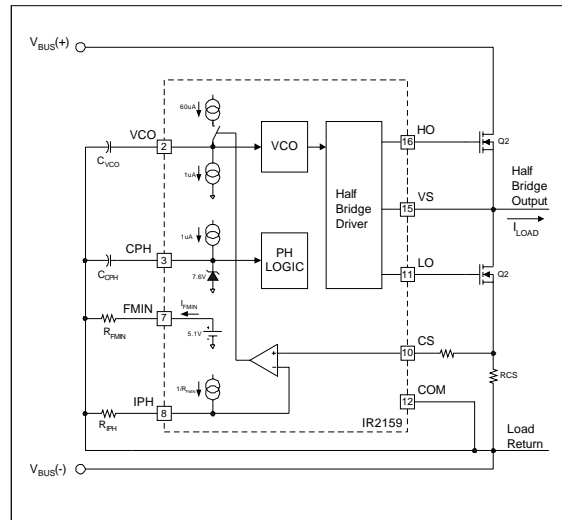 VBUS(+)
60uA
VCO
2
CVCO
VCO
1uA
HO
16
Q2
Half
Bridge
Driver
VS
15
Half
Bridge
Output
ILOAD
1uA
CPH
3
CCPH
7.6V
PH
LOGIC
LO
11
Q2
FMIN
7
IFMIN
RFMIN
5.1V
+
-
CS
10
RCS
1/RFMIN
IPH
8
RIPH
COM
12
IR2159
Load
Return
VBUS(-)